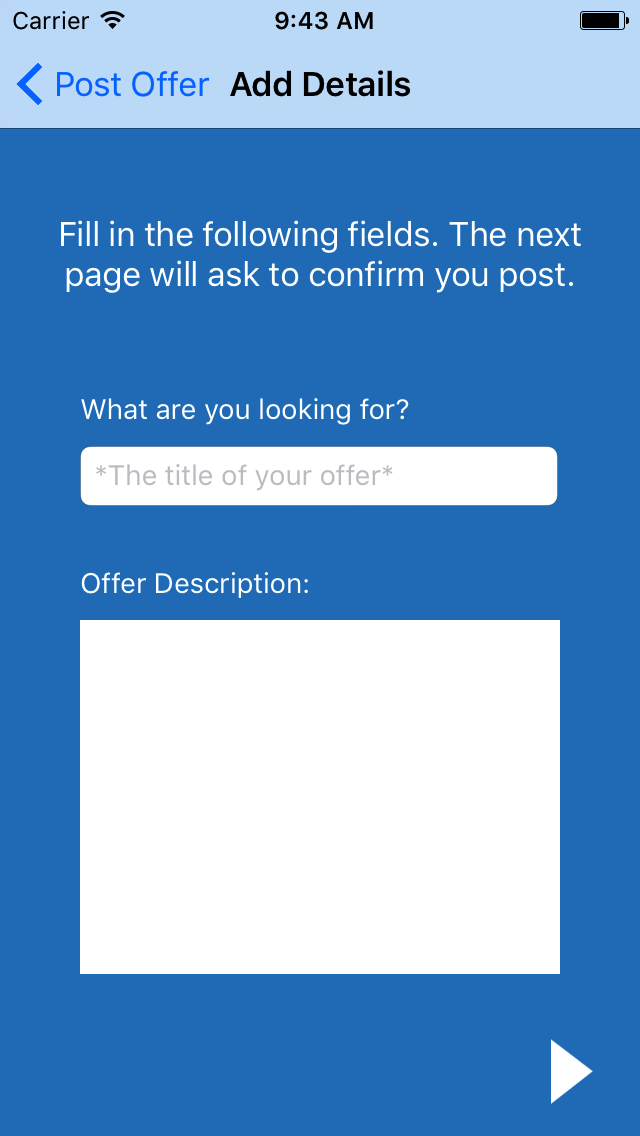 Carrier 9:43 AM
Post Offer Add Details
Fill in the following fields. The next
page will ask to confirm you post.
What are you looking for?
*The title of your offer*
Offer Description: